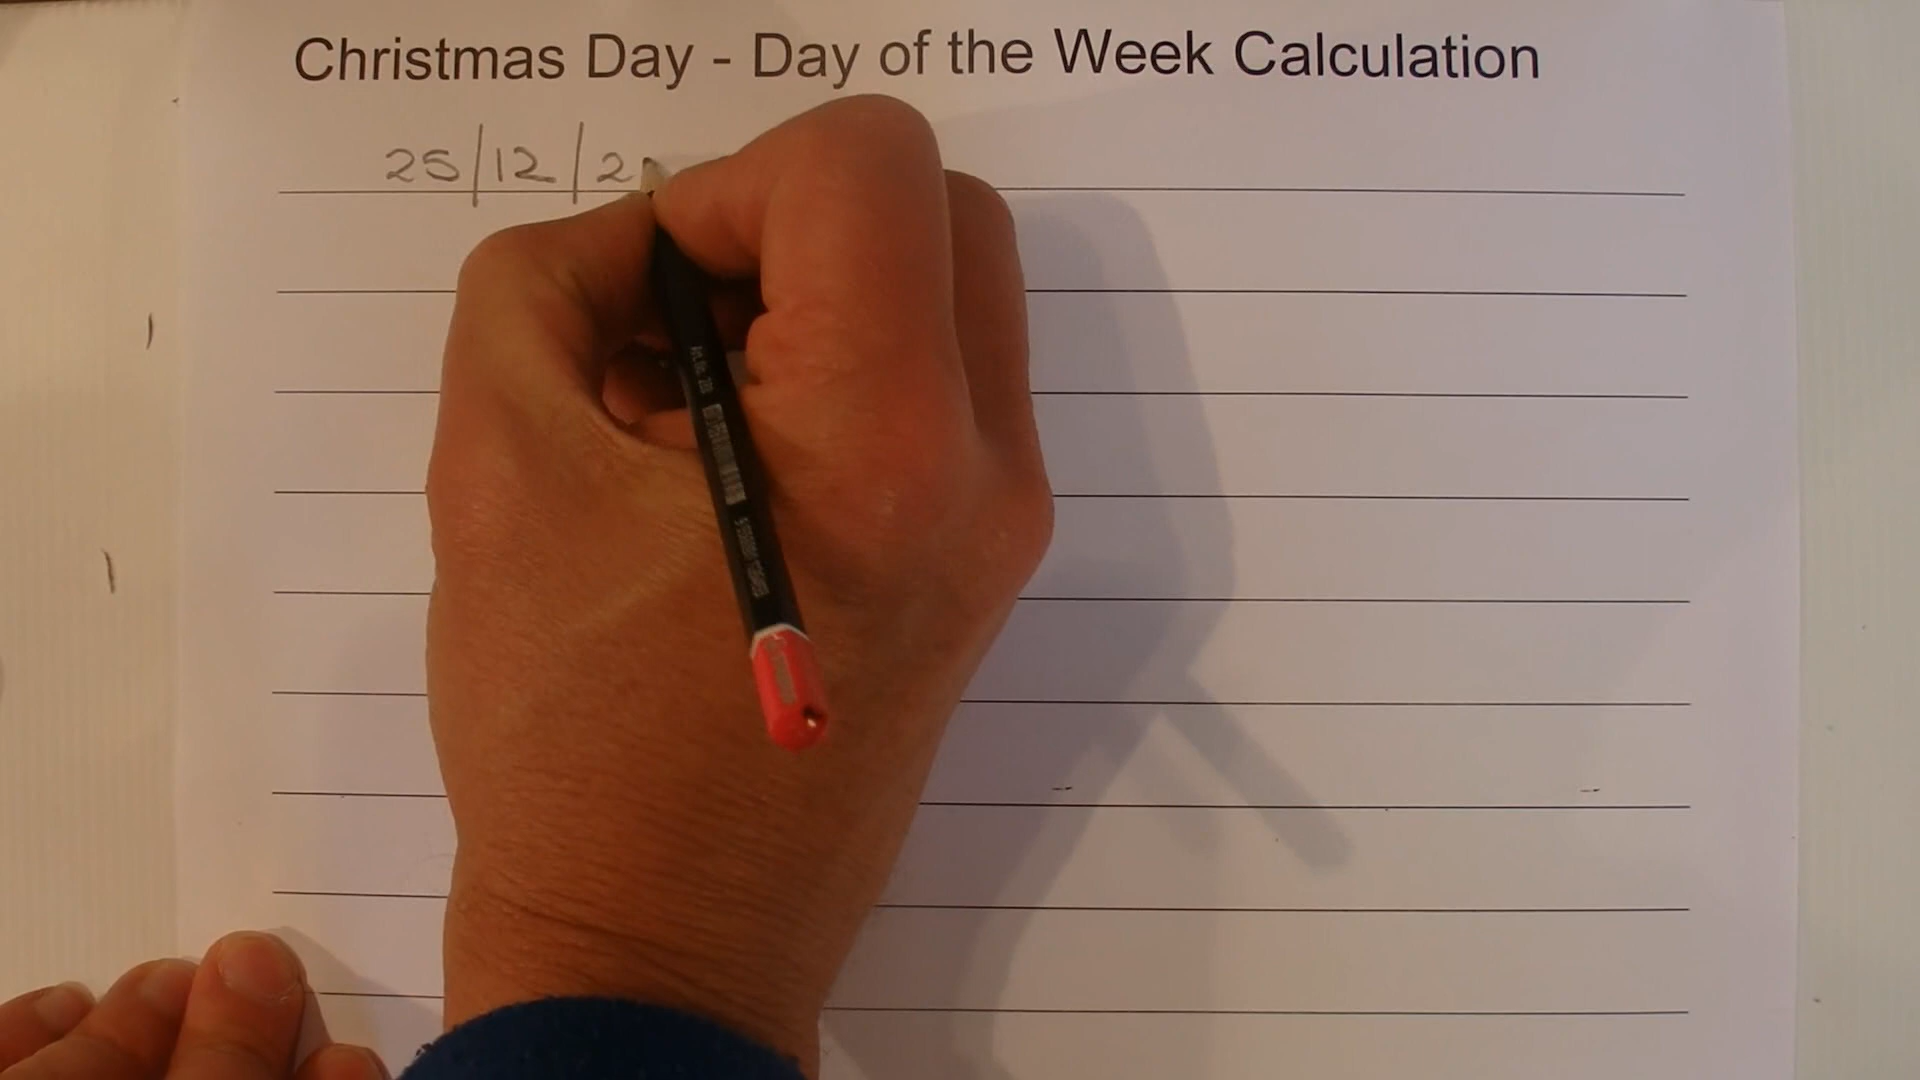 Christmas Day - Day of the Week Calculation
25/12/2